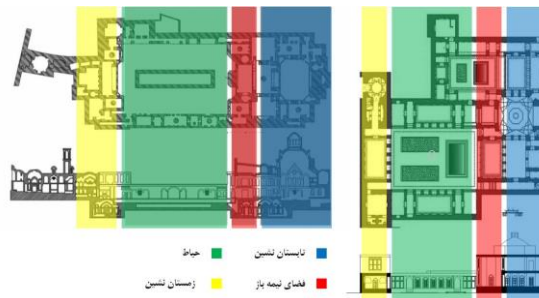 تابستان نشین
حیاط
فضای نیمه باز
زمستان نشین